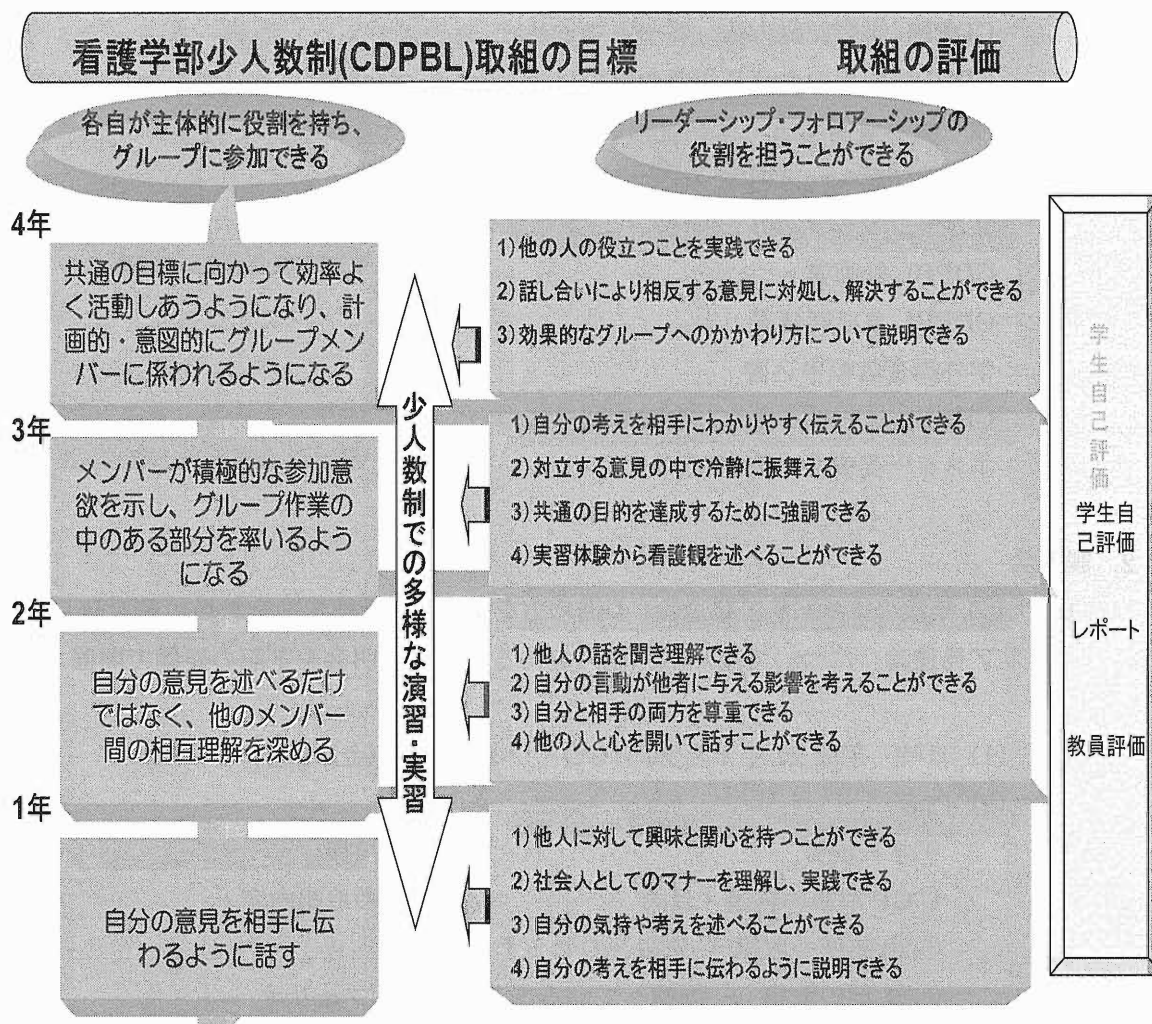 看護学部少人数制(CDPBL)取組の目標 取組の評価
各自が主体的に役割を持ち、
グループに参加できる
リーダーシップ・フォロアーシップの
役割を担うことができる
4年
共通の目標に向かって効率よ
く活動しあうようになり、計
画的・意図的にグループメン
バーに係われるようになる
1)他の人の役立つことを実践できる
2)話し合いにより相反する意見に対処し、解決することができる
3)効果的なグループへのかかわり方について説明できる
3年
メンバーが積極的な参加意
欲を示し、グループ作業の
中のある部分を率いるよう
になる
1)自分の考えを相手にわかりやすく伝えることができる
2)対立する意見の中で冷静に振舞える
3)共通の目的を達成するために強調できる
4)実習体験から看護観を述べることができる
2年
自分の意見を述べるだけ
ではなく、他のメンバー
間の相互理解を深める
1)他人の話を聞き理解できる
2)自分の言動が他者に与える影響を考えることができる
3)自分と相手の両方を尊重できる
4)他の人と心を開いて話すことができる
1年
自分の意見を相手に伝
わるように話す
1)他人に対して興味と関心を持つことができる
2)社会人としてのマナーを理解し、実践できる
3)自分の気持や考えを述べることができる
4)自分の考えを相手に伝わるように説明できる
少人数制での多様な演習・実習
学生自己評価
学生自
己評価
レポート
教員評価